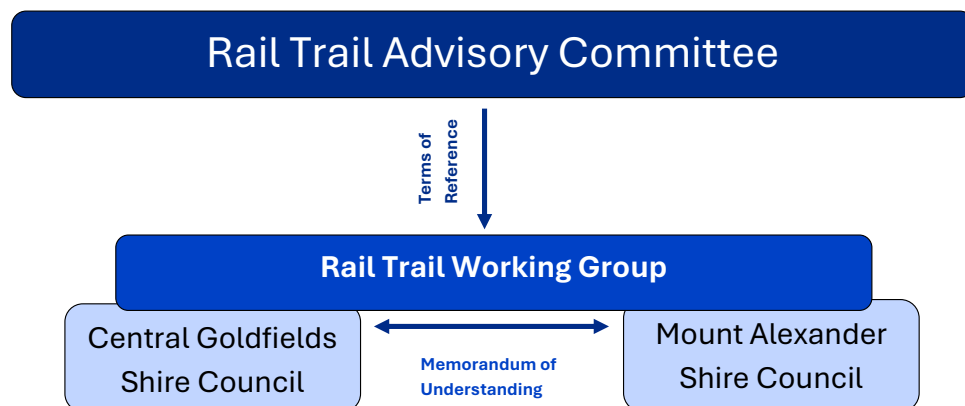 Rail Trail Advisory Committee
Terms of
Reference
Rail Trail Working Group
Central Goldfields
Shire Council
Memorandum of
Understanding
Mount Alexander
Shire Council